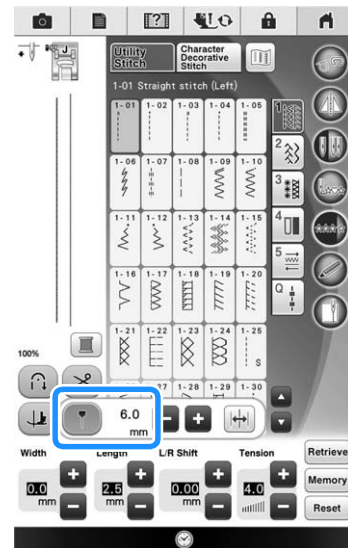 J
Utility
Stitch
Character
Decorative
Stitch
1-01 Straight stitch (Left)
1-01 1-02 1-03 1-04 1-05
1
2
1-06 1-07 1-08 1-09 1-10
3
1-11 1-12 1-13 1-14 1-15
4
5
1-16 1-17 1-18 1-19 1-20
Q
1-21 1-22 1-23 1-24 1-25
S
100%
1-28 1-29 1-30
6.0
mm
Width Length L/R Shift Tension
Retrieve
0.0 2.5 0.00 4.0
mm mm mm
Memory
Reset